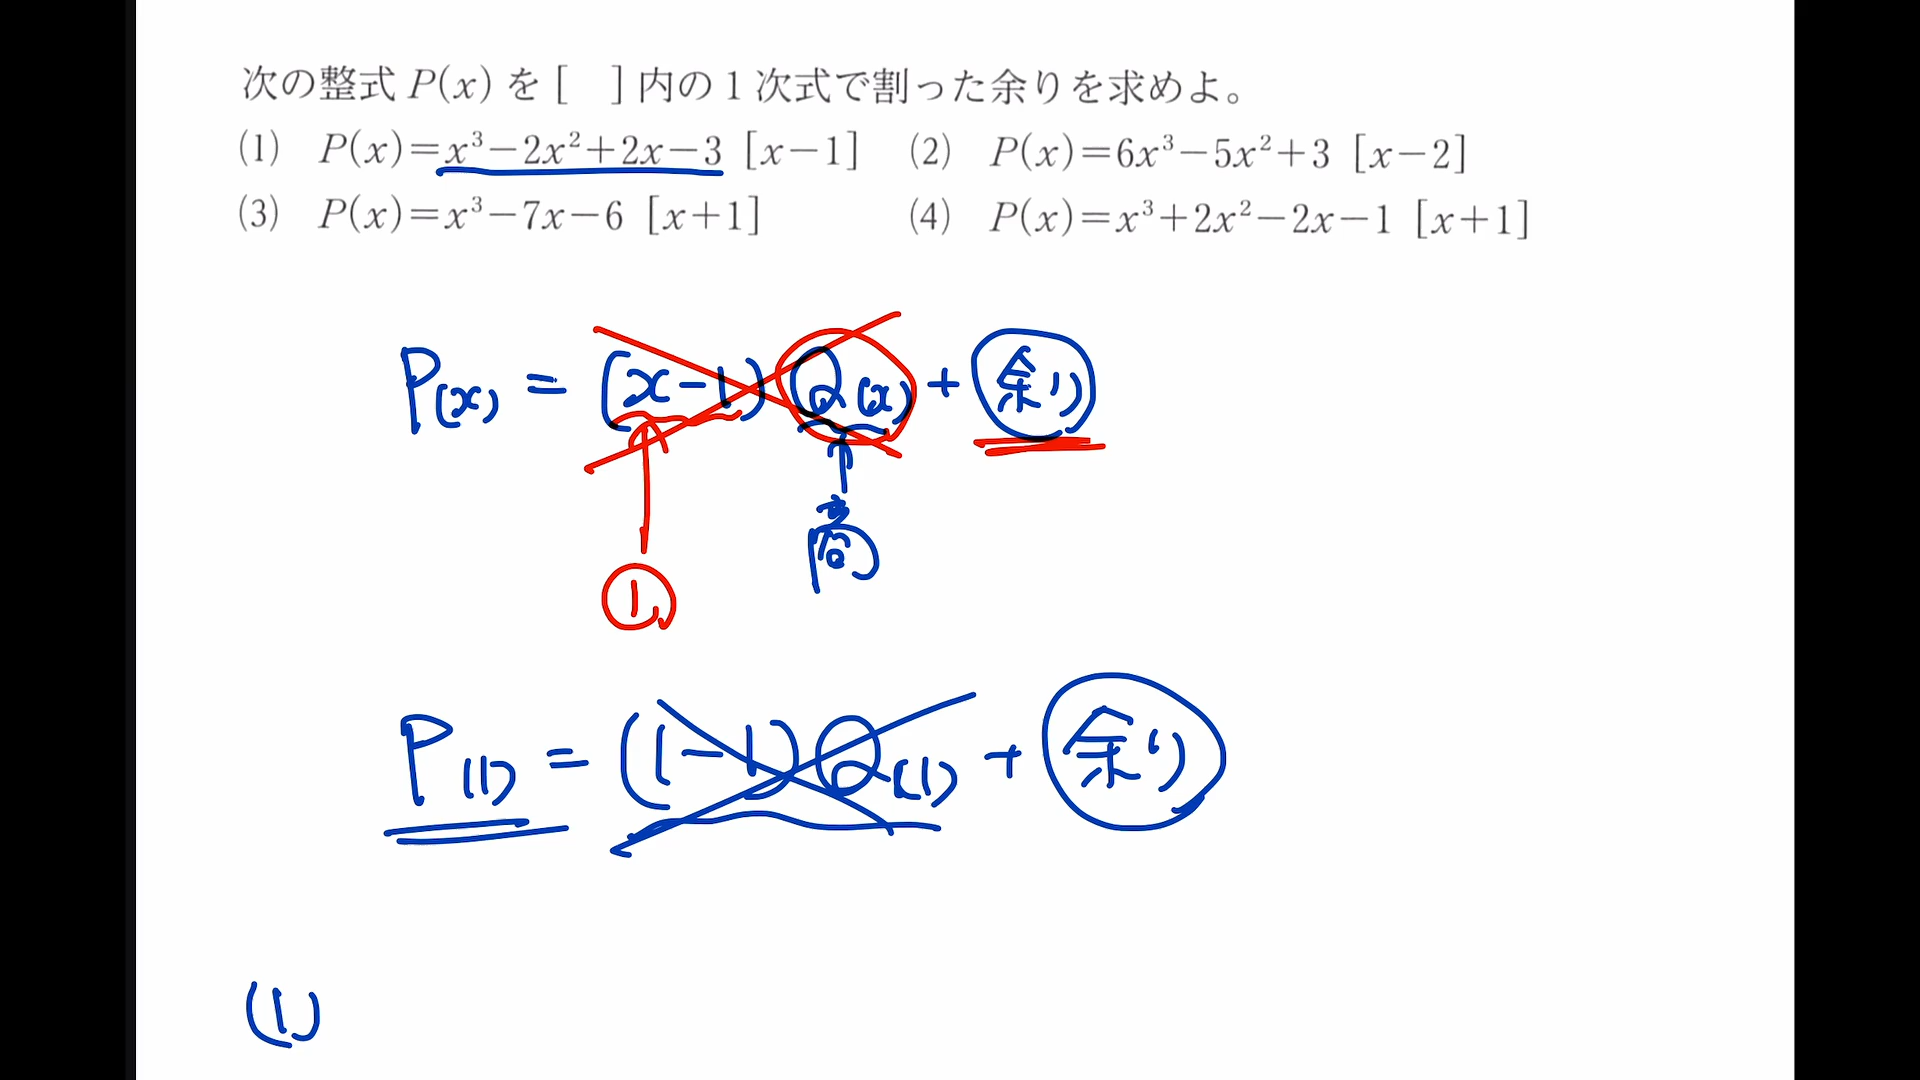 次の整式 P(x) を [　] 内の 1 次式で割った余りを求めよ。
(1) P(x)=x³−2x²+2x−3 [x−1] (2) P(x)=6x³−5x²+3 [x−2]
(3) P(x)=x³−7x−6 [x+1] (4) P(x)=x³+2x²−2x−1 [x+1]
P(x) = (x−1) Q(x) + 余り
商
1
P(1) = (1−1) Q(1) + 余り
(1)